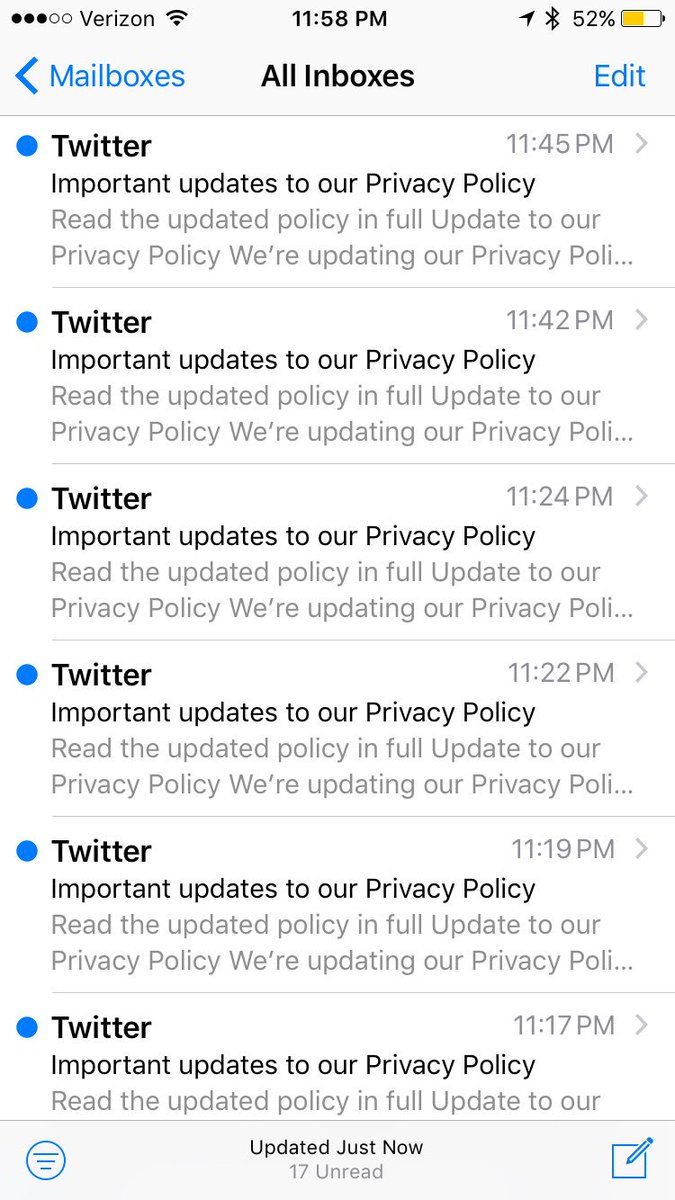 Verizon 11:58 PM 52%
Mailboxes All Inboxes Edit
Twitter 11:45 PM
Important updates to our Privacy Policy
Read the updated policy in full Update to our
Privacy Policy We’re updating our Privacy Poli...
Twitter 11:42 PM
Important updates to our Privacy Policy
Read the updated policy in full Update to our
Privacy Policy We’re updating our Privacy Poli...
Twitter 11:24 PM
Important updates to our Privacy Policy
Read the updated policy in full Update to our
Privacy Policy We’re updating our Privacy Poli...
Twitter 11:22 PM
Important updates to our Privacy Policy
Read the updated policy in full Update to our
Privacy Policy We’re updating our Privacy Poli...
Twitter 11:19 PM
Important updates to our Privacy Policy
Read the updated policy in full Update to our
Privacy Policy We’re updating our Privacy Poli...
Twitter 11:17 PM
Important updates to our Privacy Policy
Read the updated policy in full Update to our
Updated Just Now
17 Unread